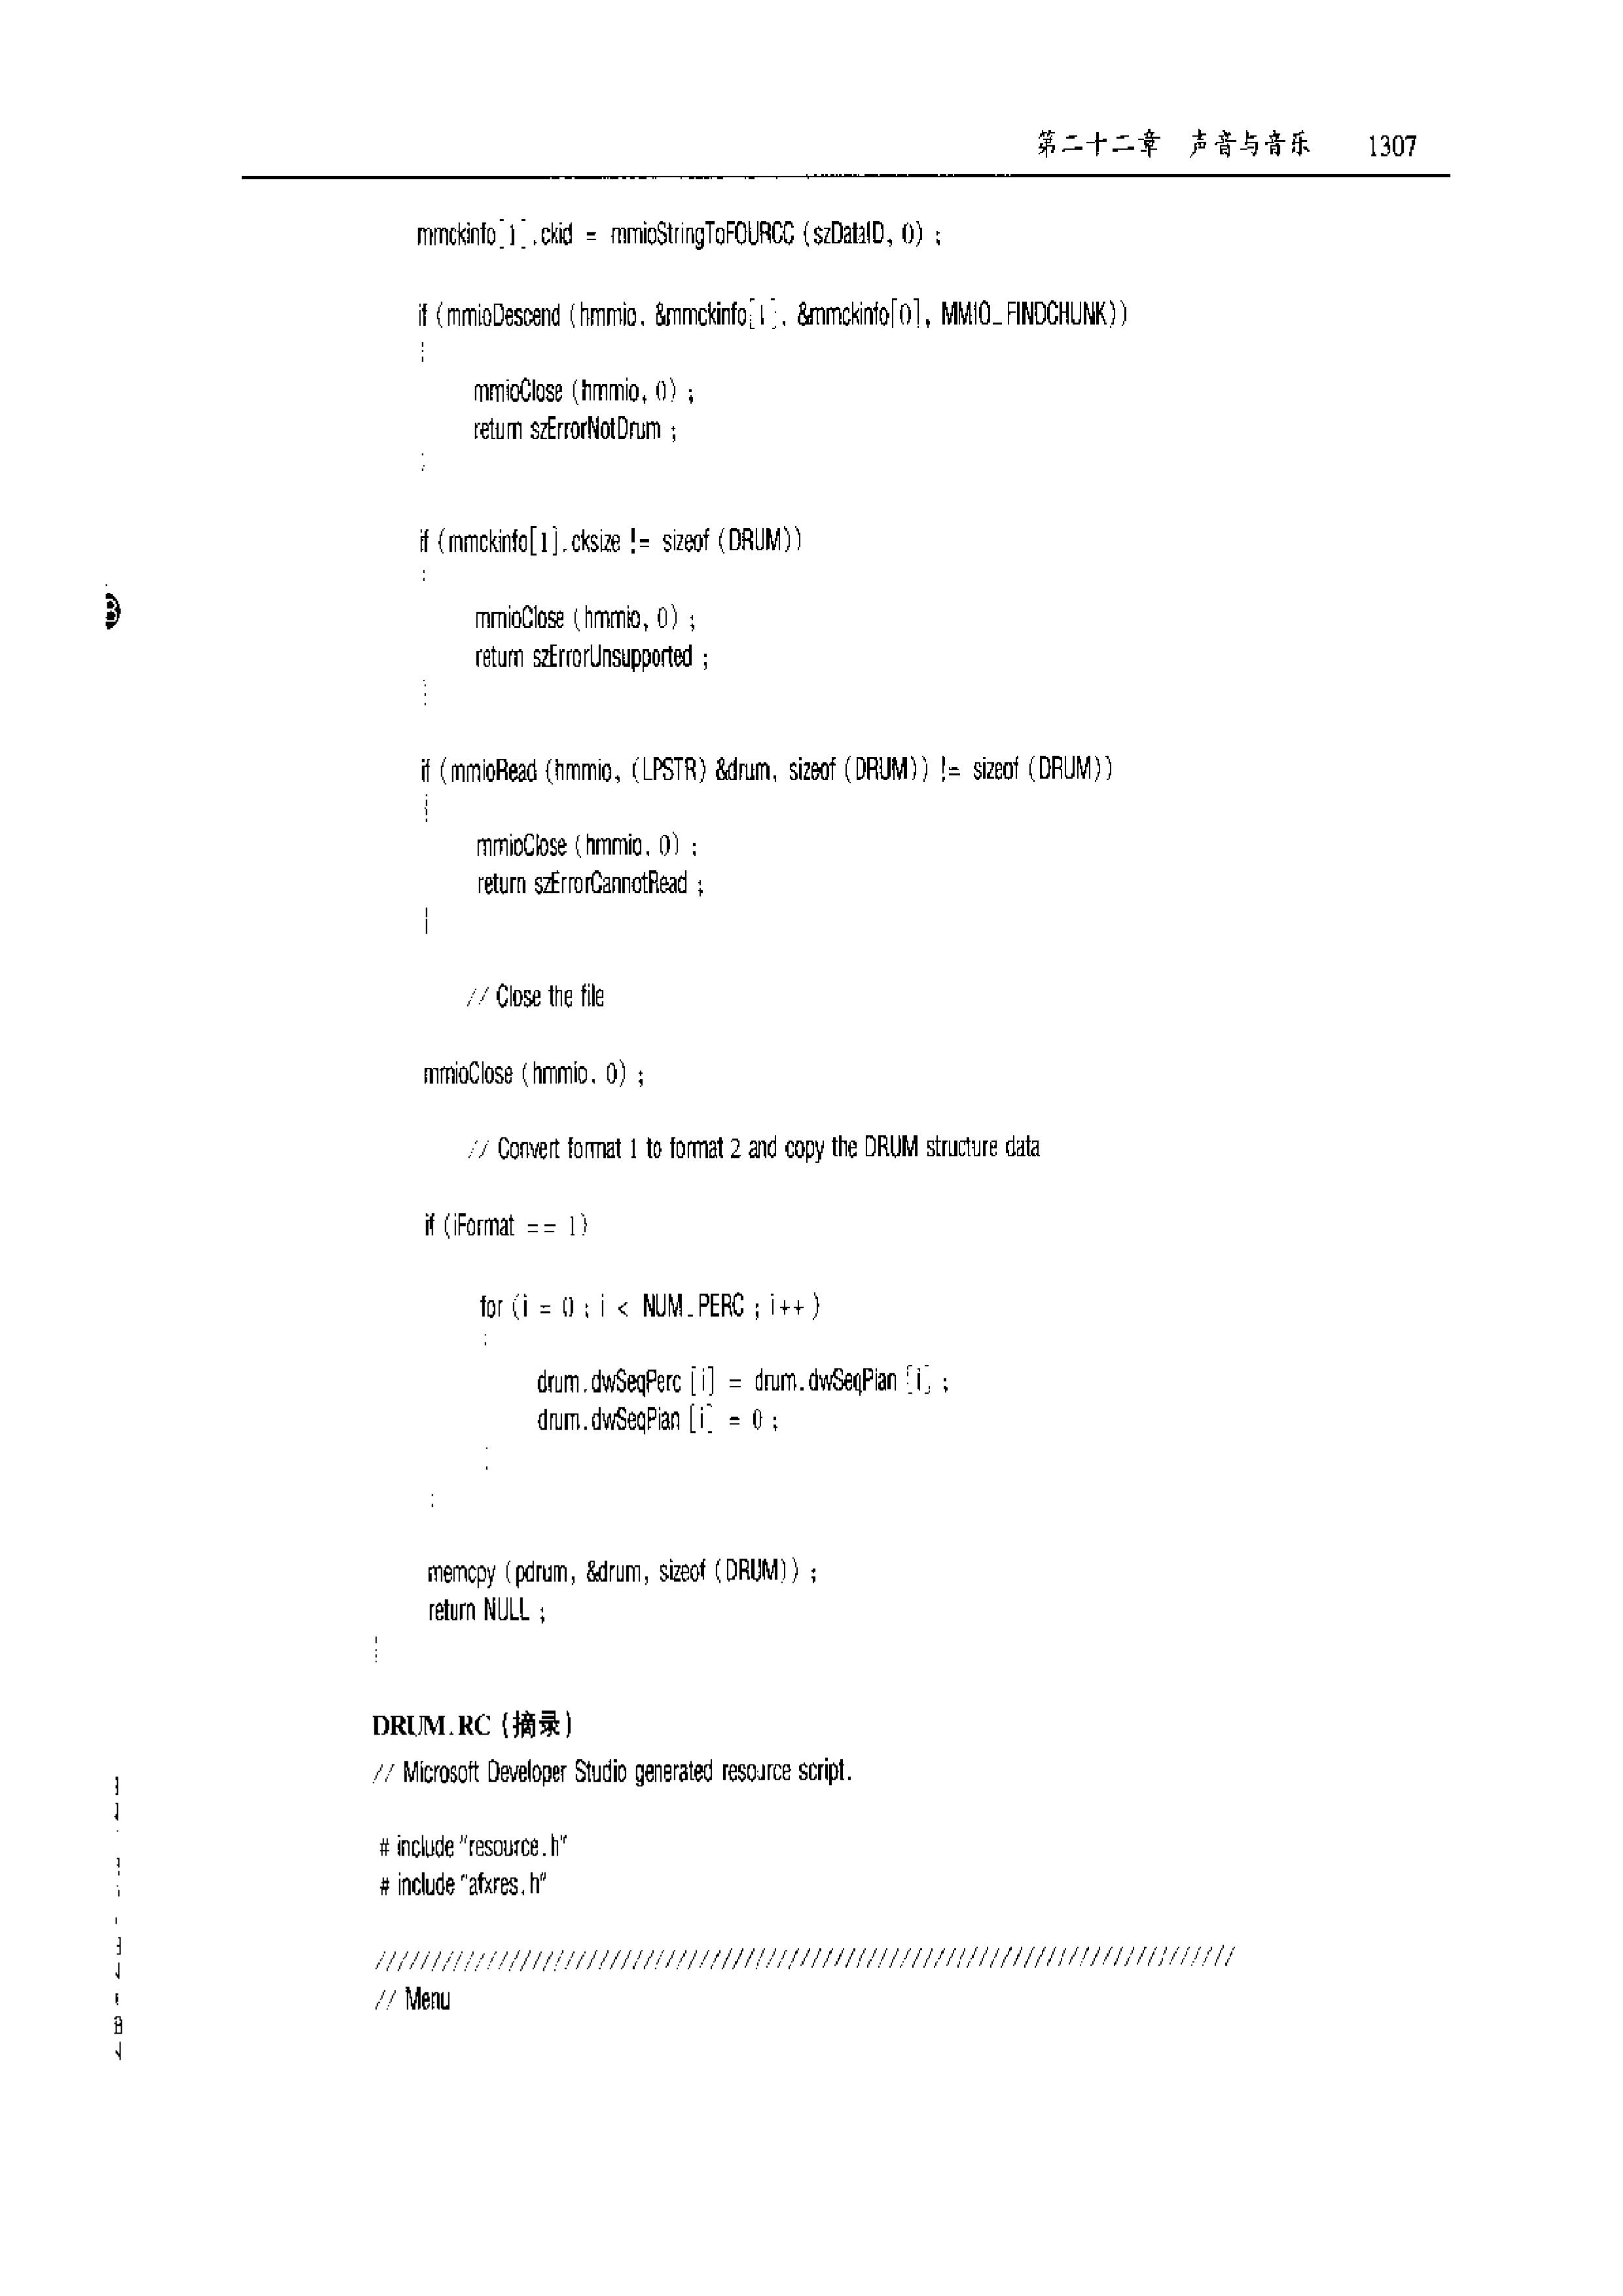 第二十二章 声音与音乐 1307
mmckinfo[1].ckid = mmioStringToFOURCC (szDataID, 0) ;
if (mmioDescend (hmmio, &mmckinfo[1], &mmckinfo[0], MMIO_FINDCHUNK))
{
mmioClose (hmmio, 0) ;
return szErrorNotDrum ;
}
if (mmckinfo[1].cksize != sizeof (DRUM))
{
mmioClose (hmmio, 0) ;
return szErrorUnsupported ;
}
if (mmioRead (hmmio, (LPSTR) &drum, sizeof (DRUM)) != sizeof (DRUM))
{
mmioClose (hmmio, 0) ;
return szErrorCannotRead ;
}
// Close the file
mmioClose (hmmio, 0) ;
// Convert format 1 to format 2 and copy the DRUM structure data
if (iFormat == 1)
for (i = 0 ; i < NUM_PERC ; i++ )
{
drum.dwSeqPerc [i] = drum.dwSeqPian [i] ;
drum.dwSeqPian [i] = 0 ;
}
}
memcpy (pdrum, &drum, sizeof (DRUM)) ;
return NULL ;
}
DRUM.RC (摘录)
// Microsoft Developer Studio generated resource script.
# include "resource.h"
# include "afxres.h"
/////////////////////////////////////////////////////////////////////////////
// Menu